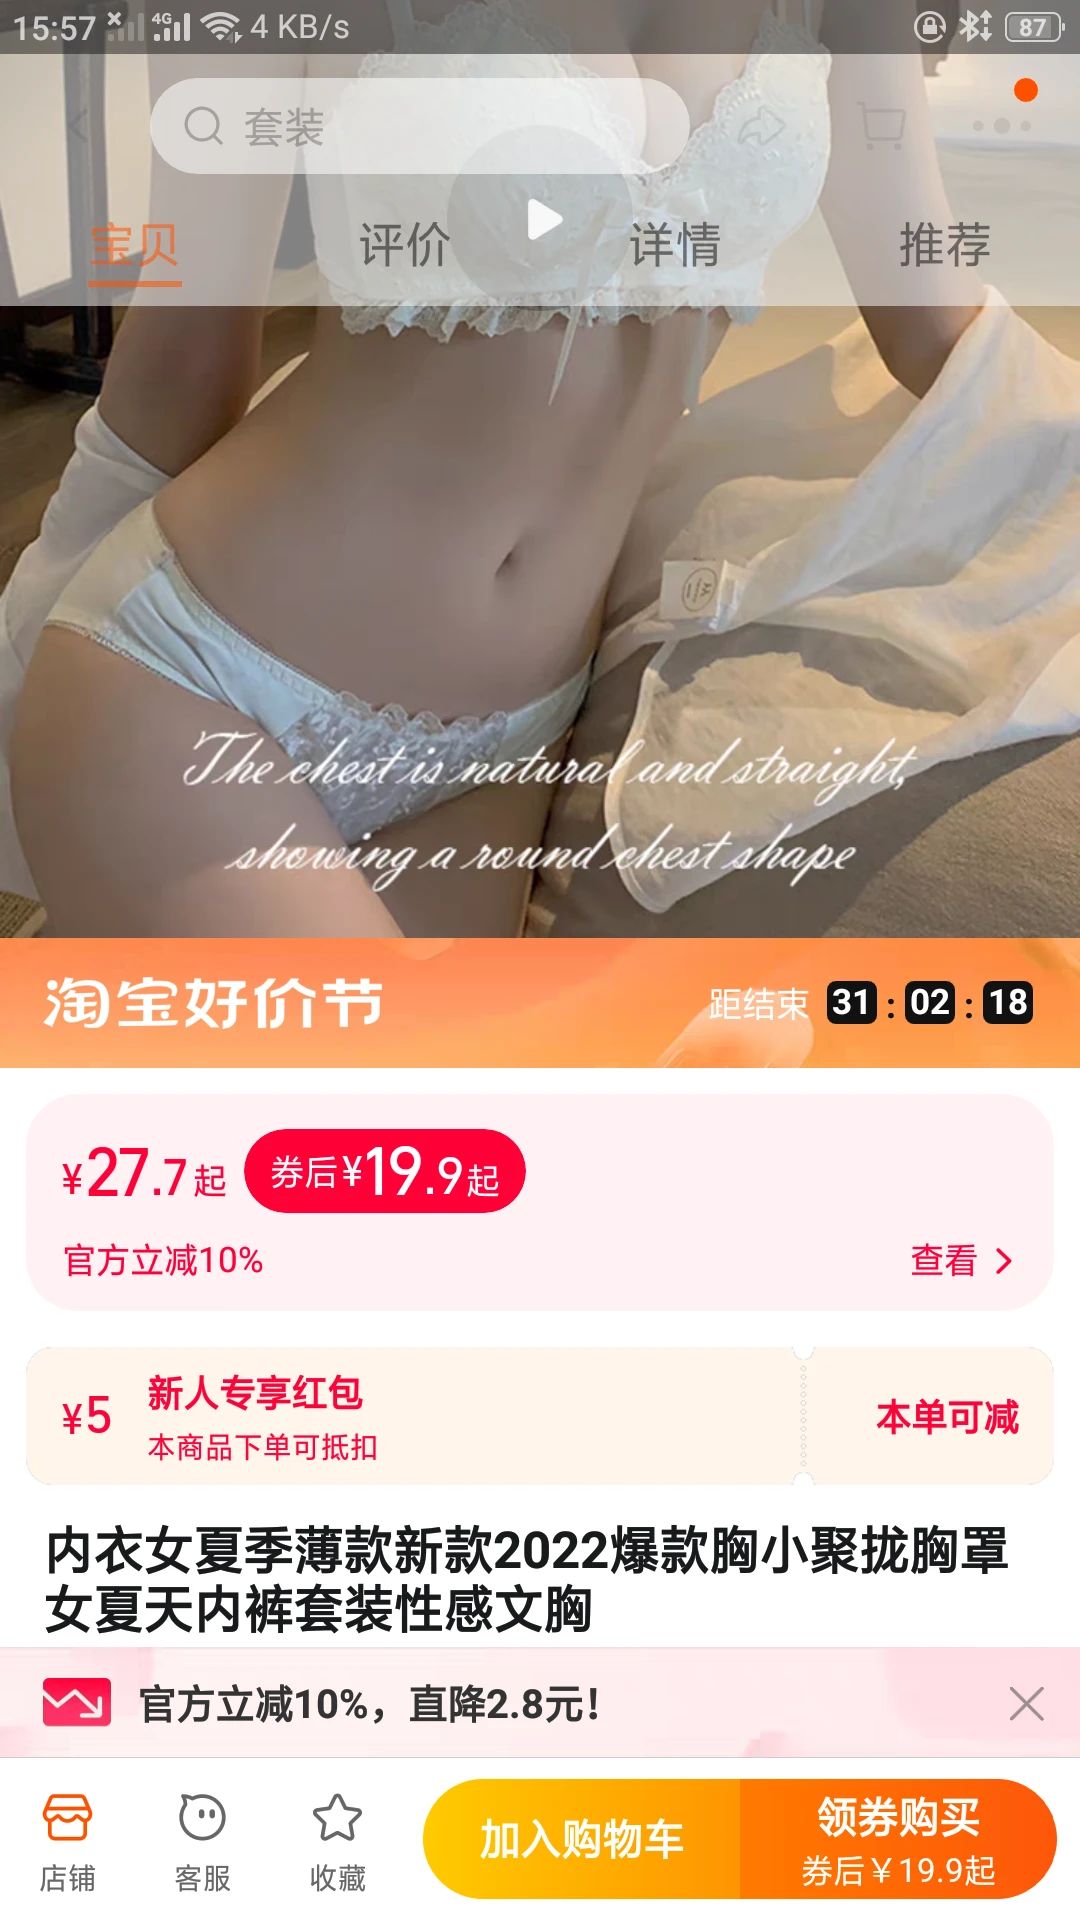 15:57 4G 4 KB/s 87
套装
宝贝 评价 详情 推荐
The chest is natural and straight,
showing a round chest shape
淘宝好价节 距结束 31 : 02 : 18
¥27.7起 券后¥19.9起
官方立减10% 查看
¥5 新人专享红包 本单可减
本商品下单可抵扣
内衣女夏季薄款新款2022爆款胸小聚拢胸罩
女夏天内裤套装性感文胸
官方立减10%，直降2.8元！
加入购物车 领券购买
券后￥19.9起
店铺 客服 收藏